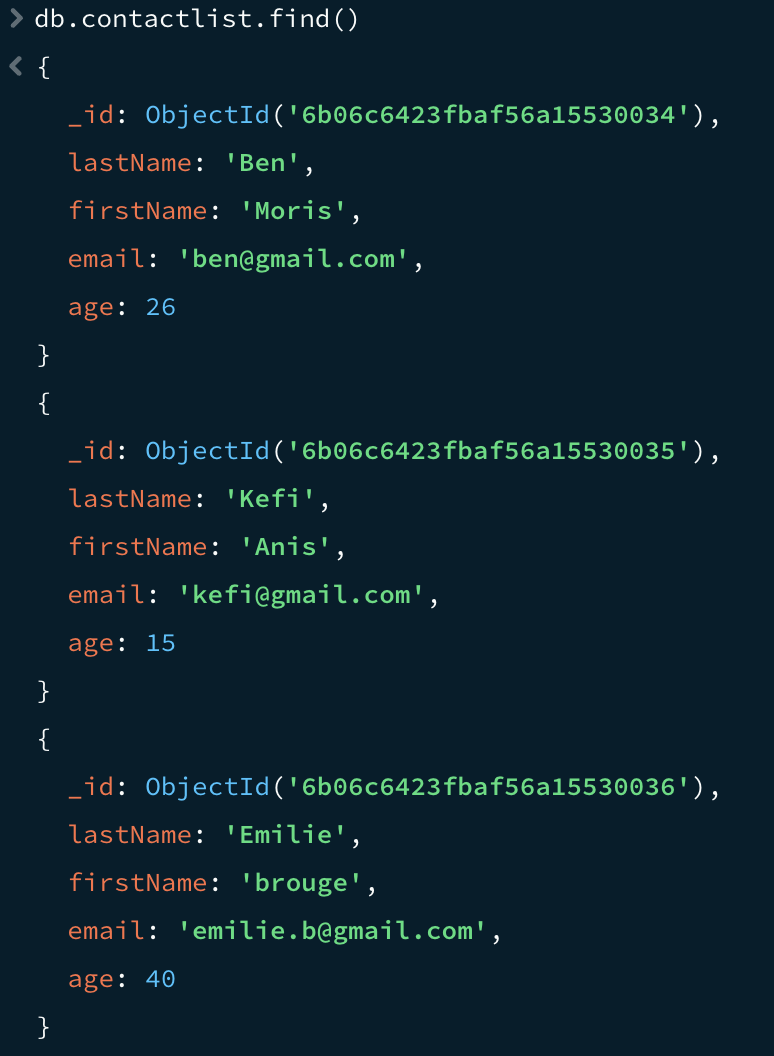 > db.contactlist.find()
< {
_id: ObjectId('6b06c6423fbaf56a15530034'),
lastName: 'Ben',
firstName: 'Moris',
email: 'ben@gmail.com',
age: 26
}
{
_id: ObjectId('6b06c6423fbaf56a15530035'),
lastName: 'Kefi',
firstName: 'Anis',
email: 'kefi@gmail.com',
age: 15
}
{
_id: ObjectId('6b06c6423fbaf56a15530036'),
lastName: 'Emilie',
firstName: 'brouge',
email: 'emilie.b@gmail.com',
age: 40
}